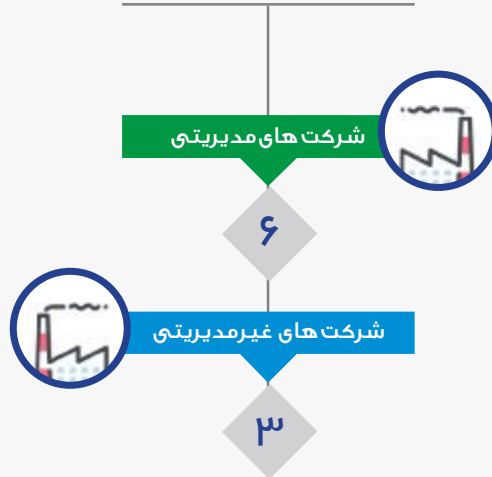 شرکت های مدیریتی
۶
شرکت های غیرمدیریتی
۳